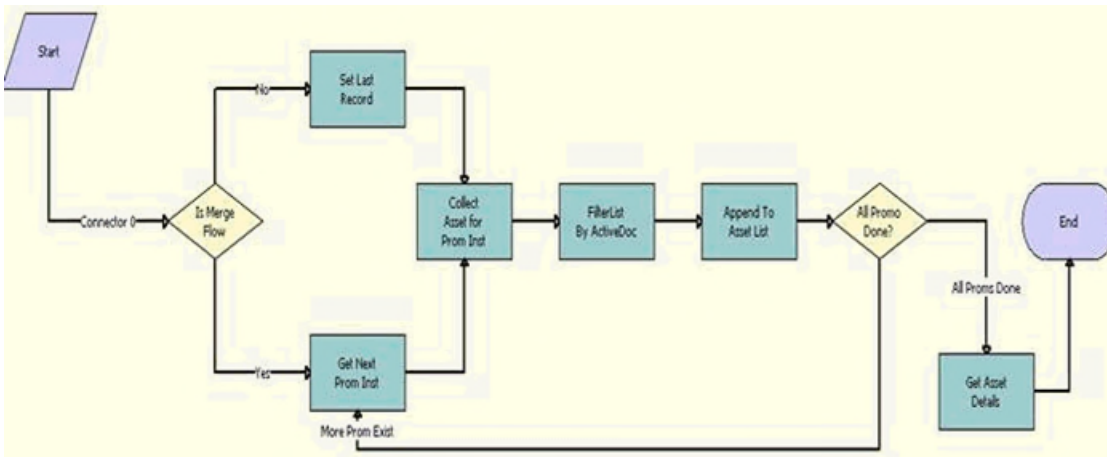 Start
Connector 0
Is Merge
Flow
No
Yes
Set Last
Record
Get Next
Prom Inst
Collect
Asset for
Prom Inst
FilterList
By ActiveDoc
Append To
Asset List
All Promo
Done?
More Prom Exist
All Proms Done
Get Asset
Details
End